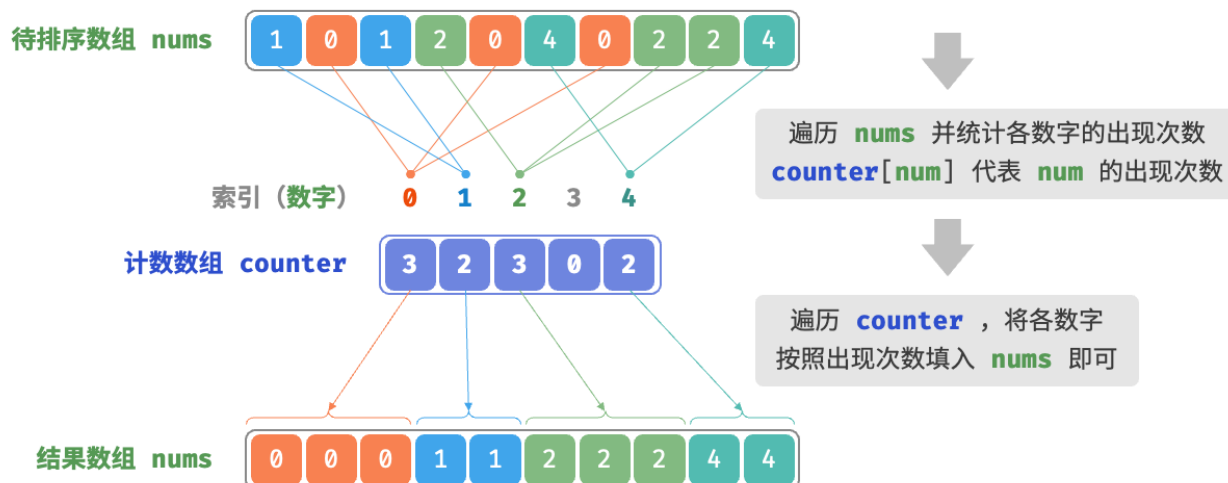 待排序数组 nums
1 0 1 2 0 4 0 2 2 4
遍历 nums 并统计各数字的出现次数
counter[num] 代表 num 的出现次数
索引（数字）
0 1 2 3 4
计数数组 counter
3 2 3 0 2
遍历 counter ，将各数字
按照出现次数填入 nums 即可
结果数组 nums
0 0 0 1 1 2 2 2 4 4